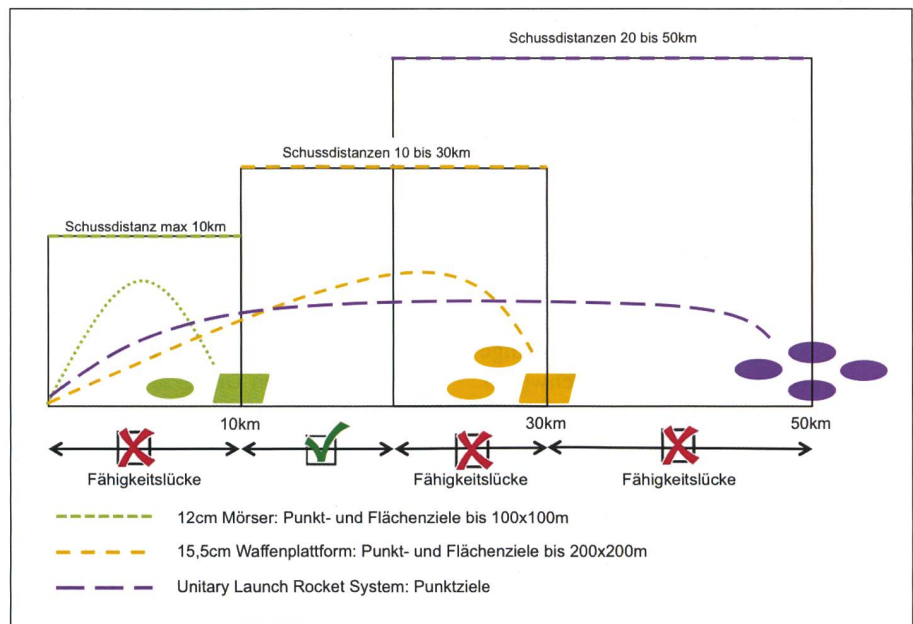 Schussdistanzen 20 bis 50km
Schussdistanzen 10 bis 30km
Schussdistanz max 10km
10km
30km
50km
Fähigkeitslücke
Fähigkeitslücke
Fähigkeitslücke
12cm Mörser: Punkt- und Flächenziele bis 100x100m
15,5cm Waffenplattform: Punkt- und Flächenziele bis 200x200m
Unitary Launch Rocket System: Punktziele